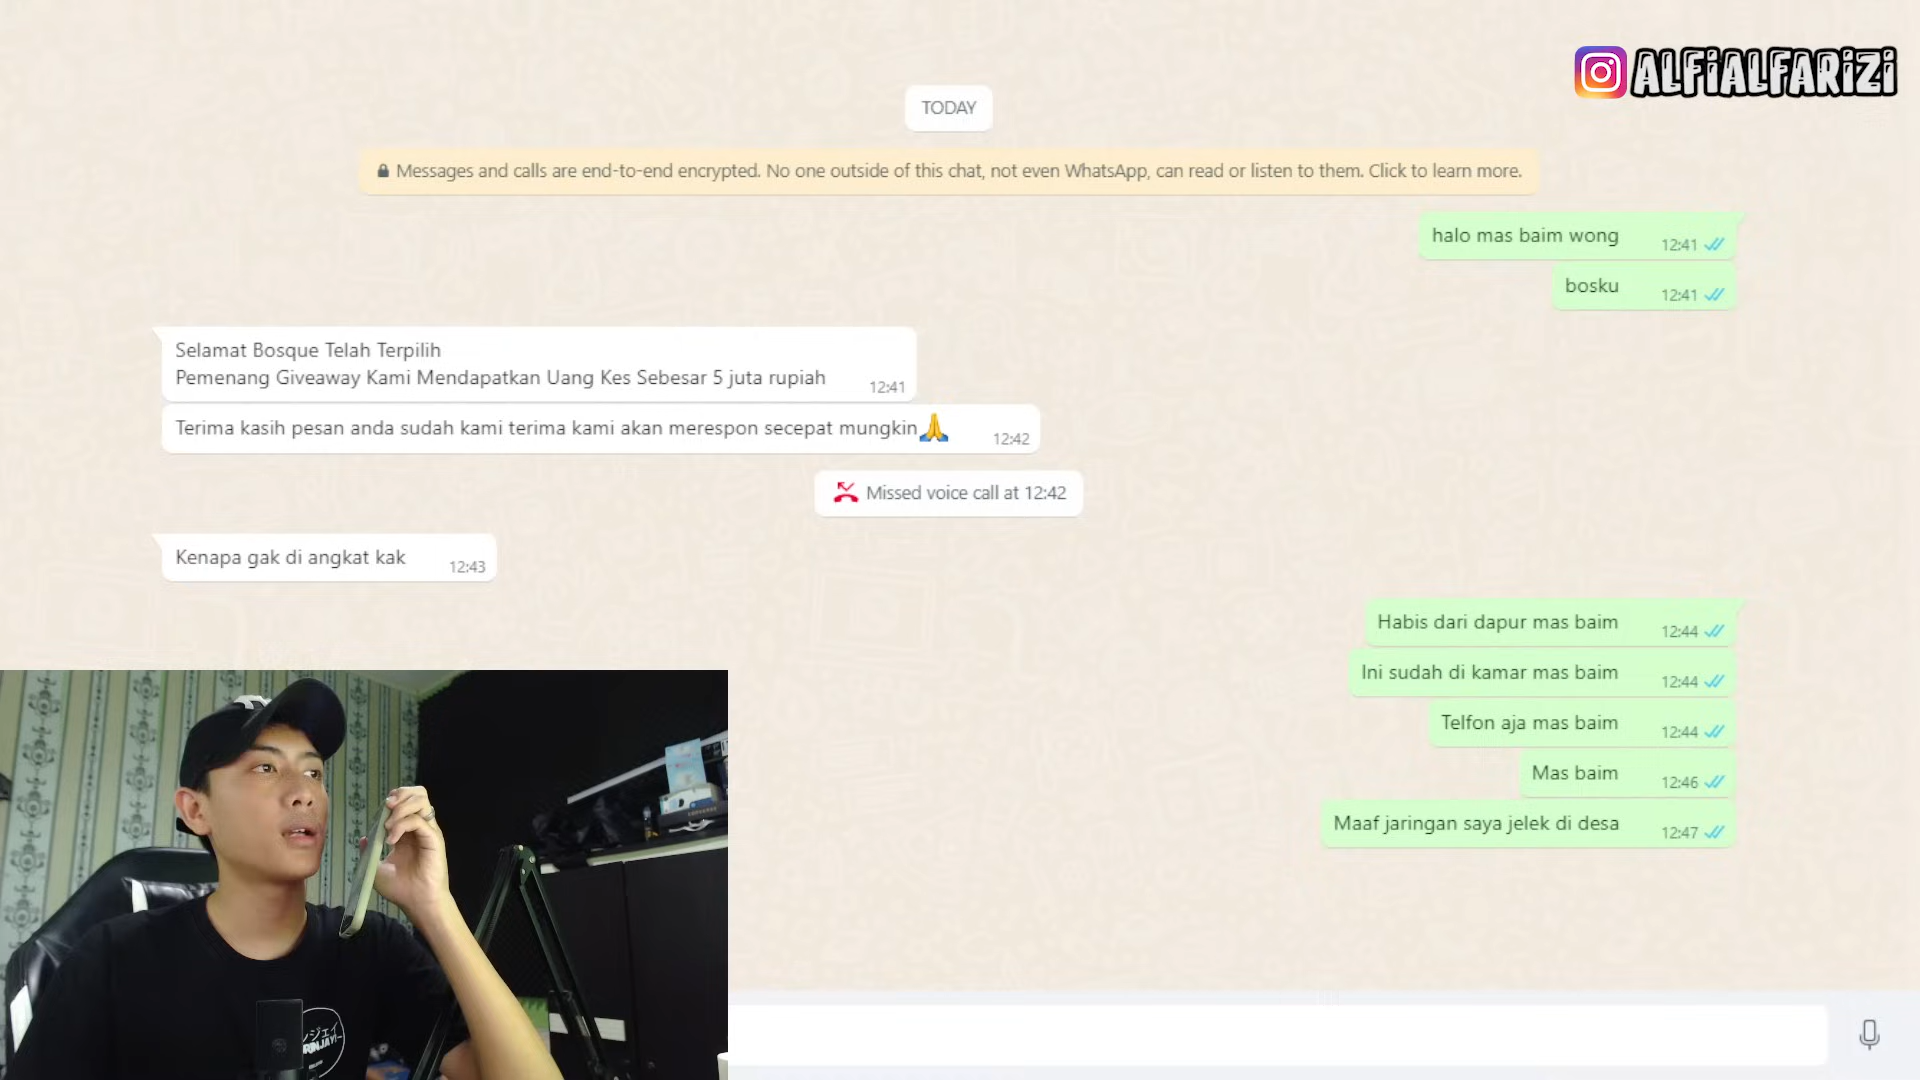 ALFIALFARIZI
TODAY
Messages and calls are end-to-end encrypted. No one outside of this chat, not even WhatsApp, can read or listen to them. Click to learn more.
halo mas baim wong 12:41
bosku 12:41
Selamat Bosque Telah Terpilih
Pemenang Giveaway Kami Mendapatkan Uang Kes Sebesar 5 juta rupiah 12:41
Terima kasih pesan anda sudah kami terima kami akan merespon secepat mungkin🙏 12:42
Missed voice call at 12:42
Kenapa gak di angkat kak 12:43
Habis dari dapur mas baim 12:44
Ini sudah di kamar mas baim 12:44
Telfon aja mas baim 12:44
Mas baim 12:46
Maaf jaringan saya jelek di desa 12:47